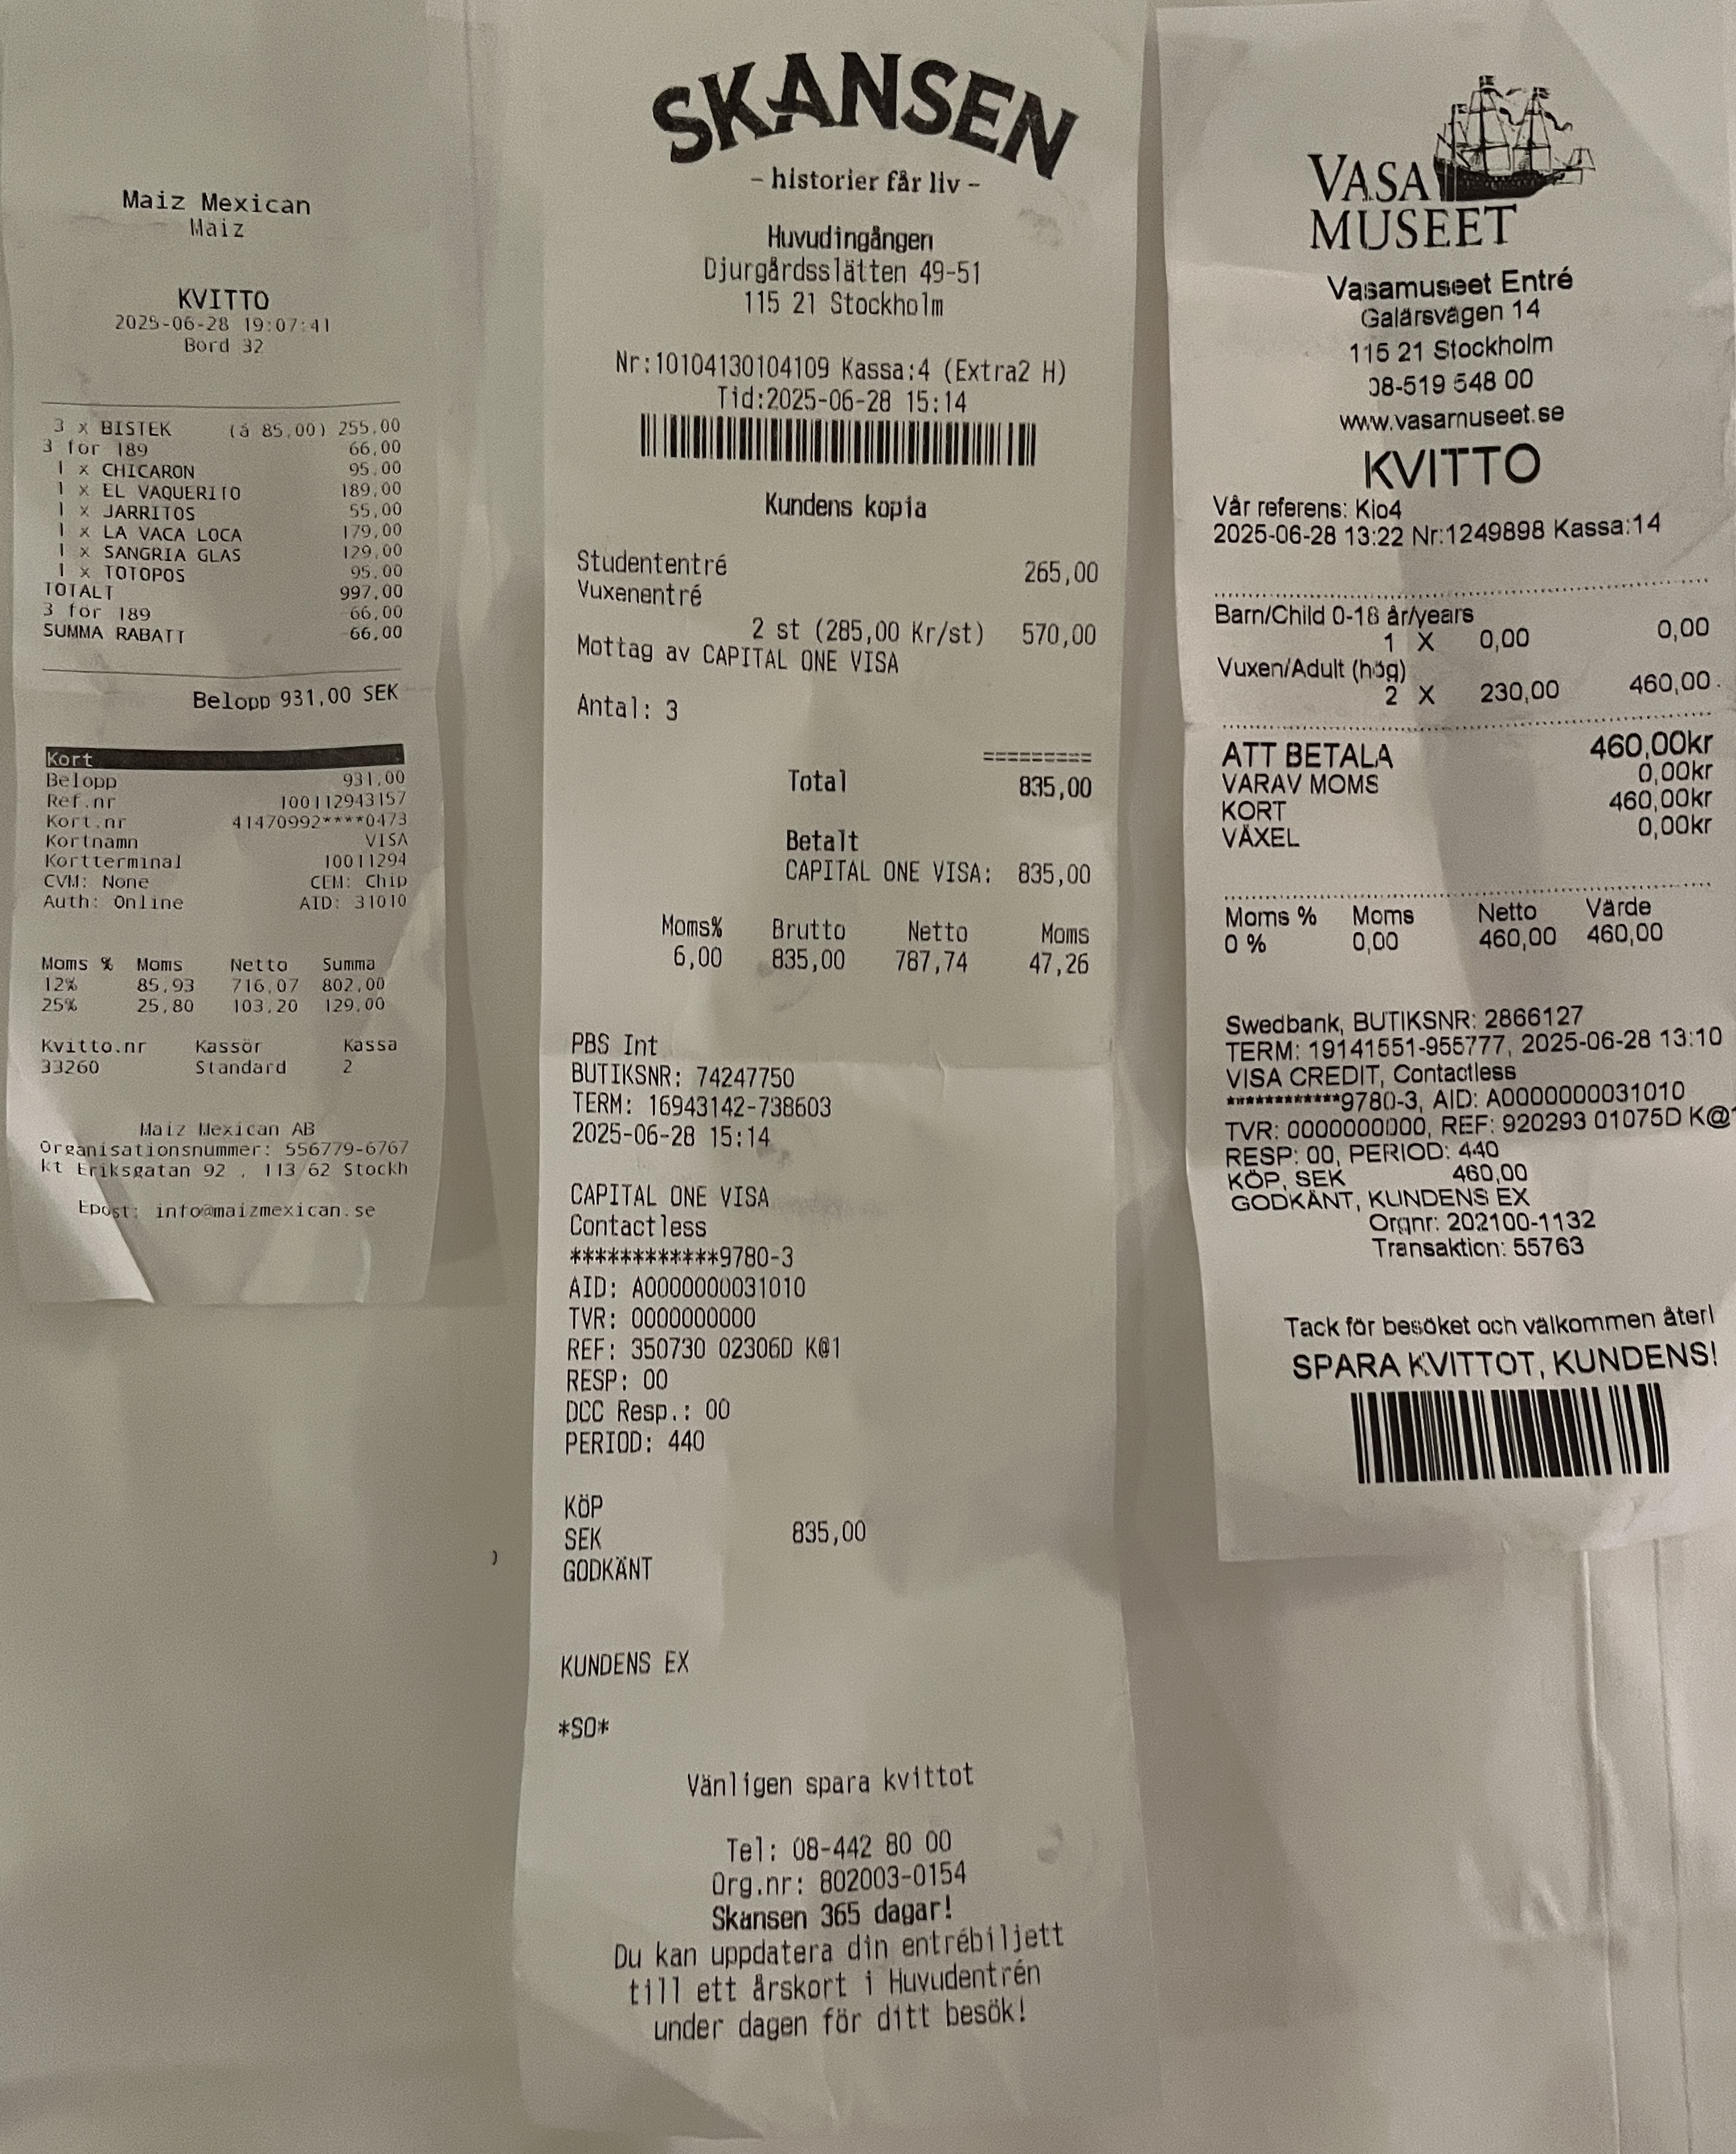 Maiz Mexican
Maiz
KVITTO
2025-06-28 19:07:41
Bord 32
3 x BISTEK (à 85,00) 255,00
3 för 189 -66,00
1 x CHICARON 95,00
1 x EL VAQUERITO 189,00
1 x JARRITOS 55,00
1 x LA VACA LOCA 179,00
1 x SANGRIA GLAS 129,00
1 x TOTOPOS 95,00
TOTALT 997,00
3 för 189 -66,00
SUMMA RABATT -66,00
Belopp 931,00 SEK
Kort
Belopp 931,00
Ref.nr 100112943157
Kort.nr 41470992****0473
Kortnamn VISA
Kortterminal 10011294
CVM: None CEM: Chip
Auth: Online AID: 31010
Moms % Moms Netto Summa
12% 85,93 716,07 802,00
25% 25,80 103,20 129,00
Kvitto.nr Kassör Kassa
33260 Standard 2
Maiz Mexican AB
Organisationsnummer: 556779-6767
kt Eriksgatan 92 , 113 62 Stockh
Epost: info@maizmexican.se
SKANSEN
- historier får liv -
Huvudingången
Djurgårdsslätten 49-51
115 21 Stockholm
Nr:10104130104109 Kassa:4 (Extra2 H)
Tid:2025-06-28 15:14
Kundens kopia
Studententré 265,00
Vuxenentré
2 st (285,00 Kr/st) 570,00
Mottag av CAPITAL ONE VISA
Antal: 3
=========
Total 835,00
Betalt
CAPITAL ONE VISA: 835,00
Moms% Brutto Netto Moms
6,00 835,00 787,74 47,26
PBS Int
BUTIKSNR: 74247750
TERM: 16943142-738603
2025-06-28 15:14
CAPITAL ONE VISA
Contactless
************9780-3
AID: A0000000031010
TVR: 0000000000
REF: 350730 02306D K@1
RESP: 00
DCC Resp.: 00
PERIOD: 440
KÖP
SEK 835,00
GODKÄNT
KUNDENS EX
*SO*
Vänligen spara kvittot
Tel: 08-442 80 00
Org.nr: 802003-0154
Skansen 365 dagar!
Du kan uppdatera din entrébiljett
till ett årskort i Huvudentrén
under dagen för ditt besök!
VASA
MUSEET
Vasamuseet Entré
Galärsvägen 14
115 21 Stockholm
08-519 548 00
www.vasamuseet.se
KVITTO
Vår referens: Kio4
2025-06-28 13:22 Nr:1249898 Kassa:14
Barn/Child 0-18 år/years
1 X 0,00 0,00
Vuxen/Adult (hög)
2 X 230,00 460,00
ATT BETALA 460,00kr
VARAV MOMS 0,00kr
KORT 460,00kr
VÄXEL 0,00kr
Moms % Moms Netto Värde
0 % 0,00 460,00 460,00
Swedbank, BUTIKSNR: 2866127
TERM: 19141551-955777, 2025-06-28 13:10
VISA CREDIT, Contactless
************9780-3, AID: A0000000031010
TVR: 0000000000, REF: 920293 01075D K@1
RESP: 00, PERIOD: 440
KÖP, SEK 460,00
GODKÄNT, KUNDENS EX
Orgnr: 202100-1132
Transaktion: 55763
Tack för besöket och välkommen åter!
SPARA KVITTOT, KUNDENS!